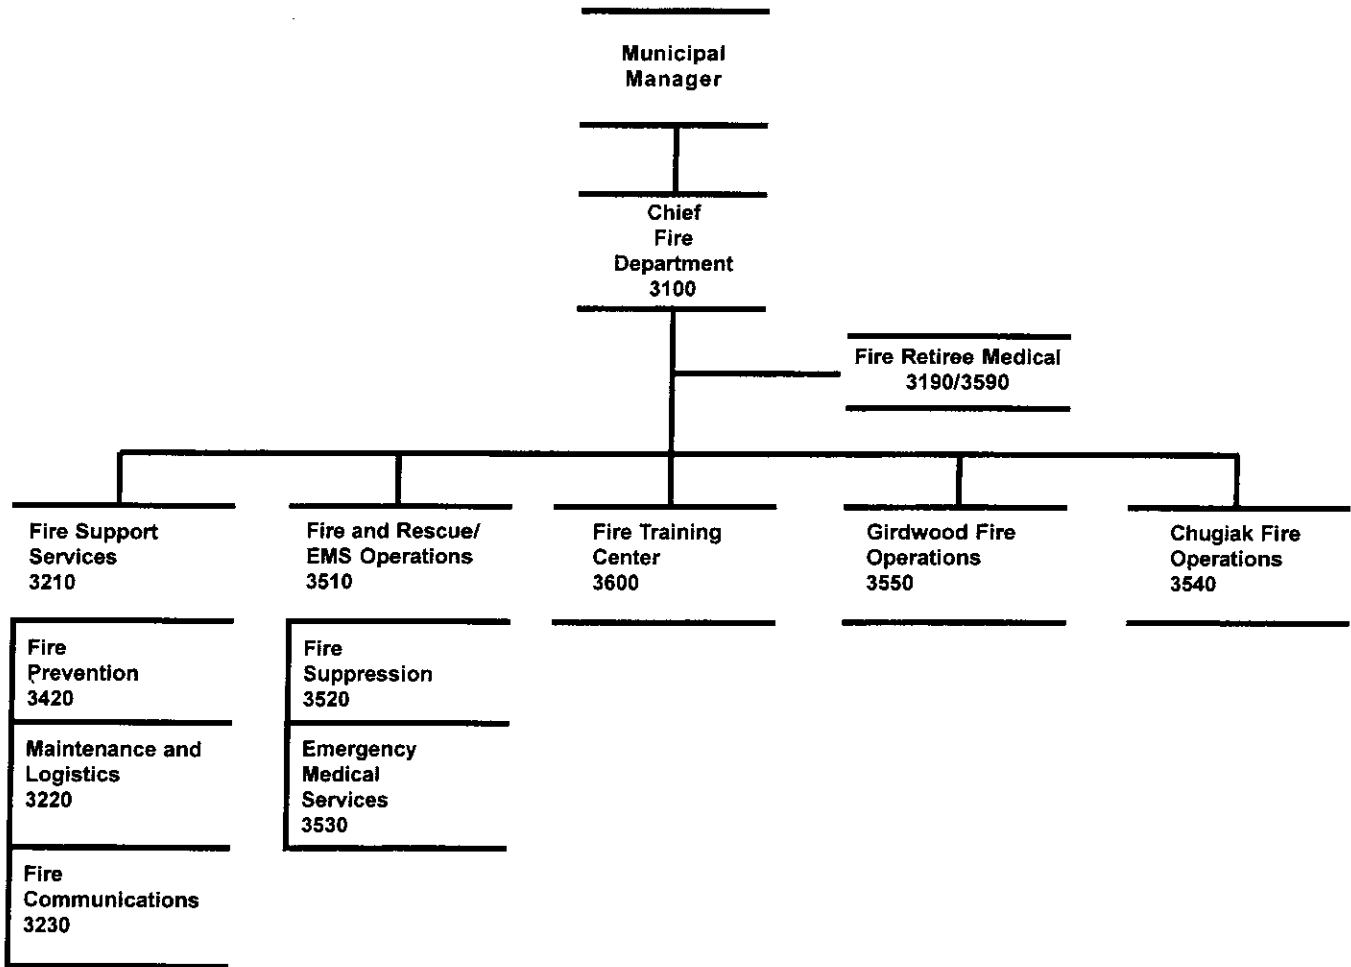 Municipal
Manager
Chief
Fire
Department
3100
Fire Retiree Medical
3190/3590
Fire Support
Services
3210
Fire and Rescue/
EMS Operations
3510
Fire Training
Center
3600
Girdwood Fire
Operations
3550
Chugiak Fire
Operations
3540
Fire
Prevention
3420
Maintenance and
Logistics
3220
Fire
Communications
3230
Fire
Suppression
3520
Emergency
Medical
Services
3530